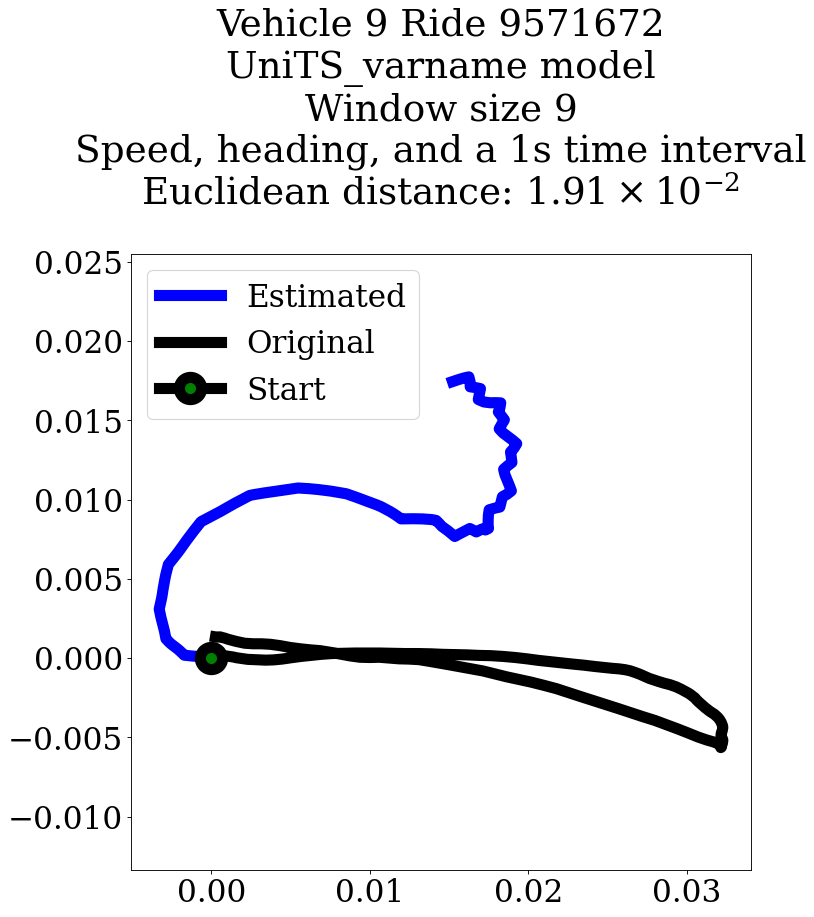 Vehicle 9 Ride 9571672
UniTS_varname model
Window size 9
Speed, heading, and a 1s time interval
Euclidean distance: 1.91 × 10⁻²
Estimated
Original
Start
0.025
0.020
0.015
0.010
0.005
0.000
−0.005
−0.010
0.00 0.01 0.02 0.03